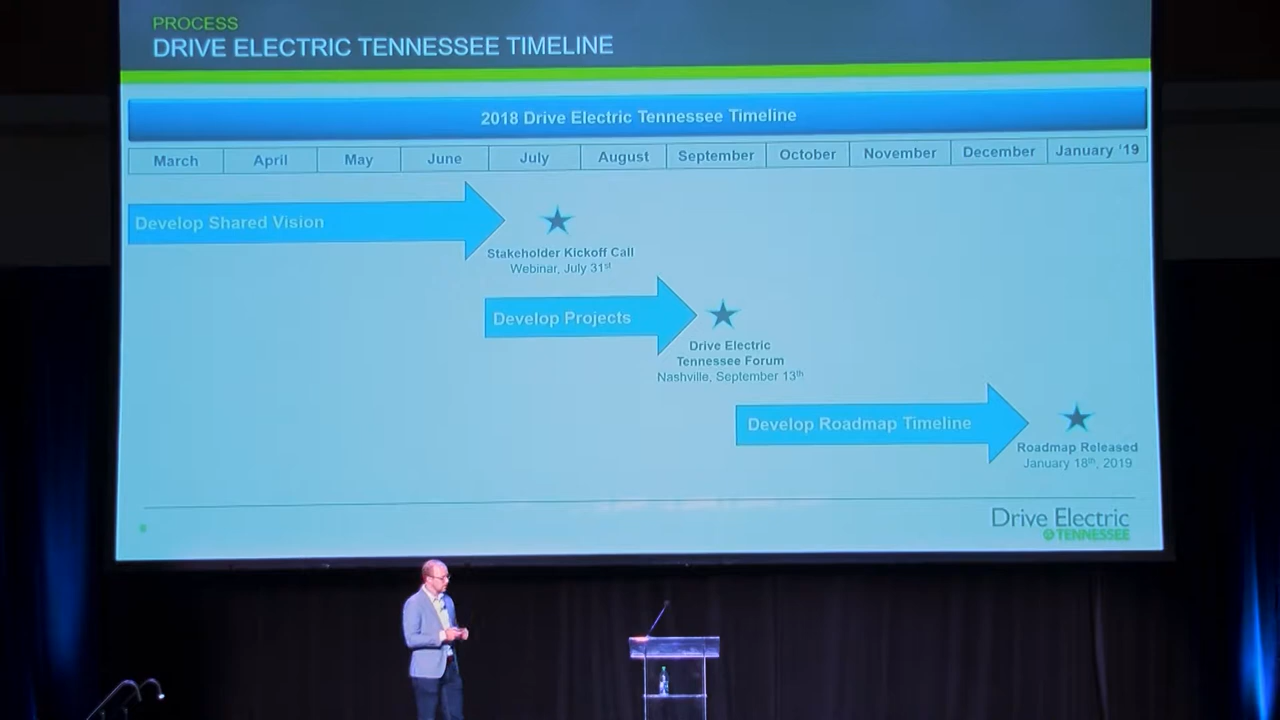 PROCESS
DRIVE ELECTRIC TENNESSEE TIMELINE
2018 Drive Electric Tennessee Timeline
March April May June July August September October November December January '19
Develop Shared Vision
Stakeholder Kickoff Call
Webinar, July 31st
Develop Projects
Drive Electric
Tennessee Forum
Nashville, September 13th
Develop Roadmap Timeline
Roadmap Released
January 18th, 2019
Drive Electric
TENNESSEE